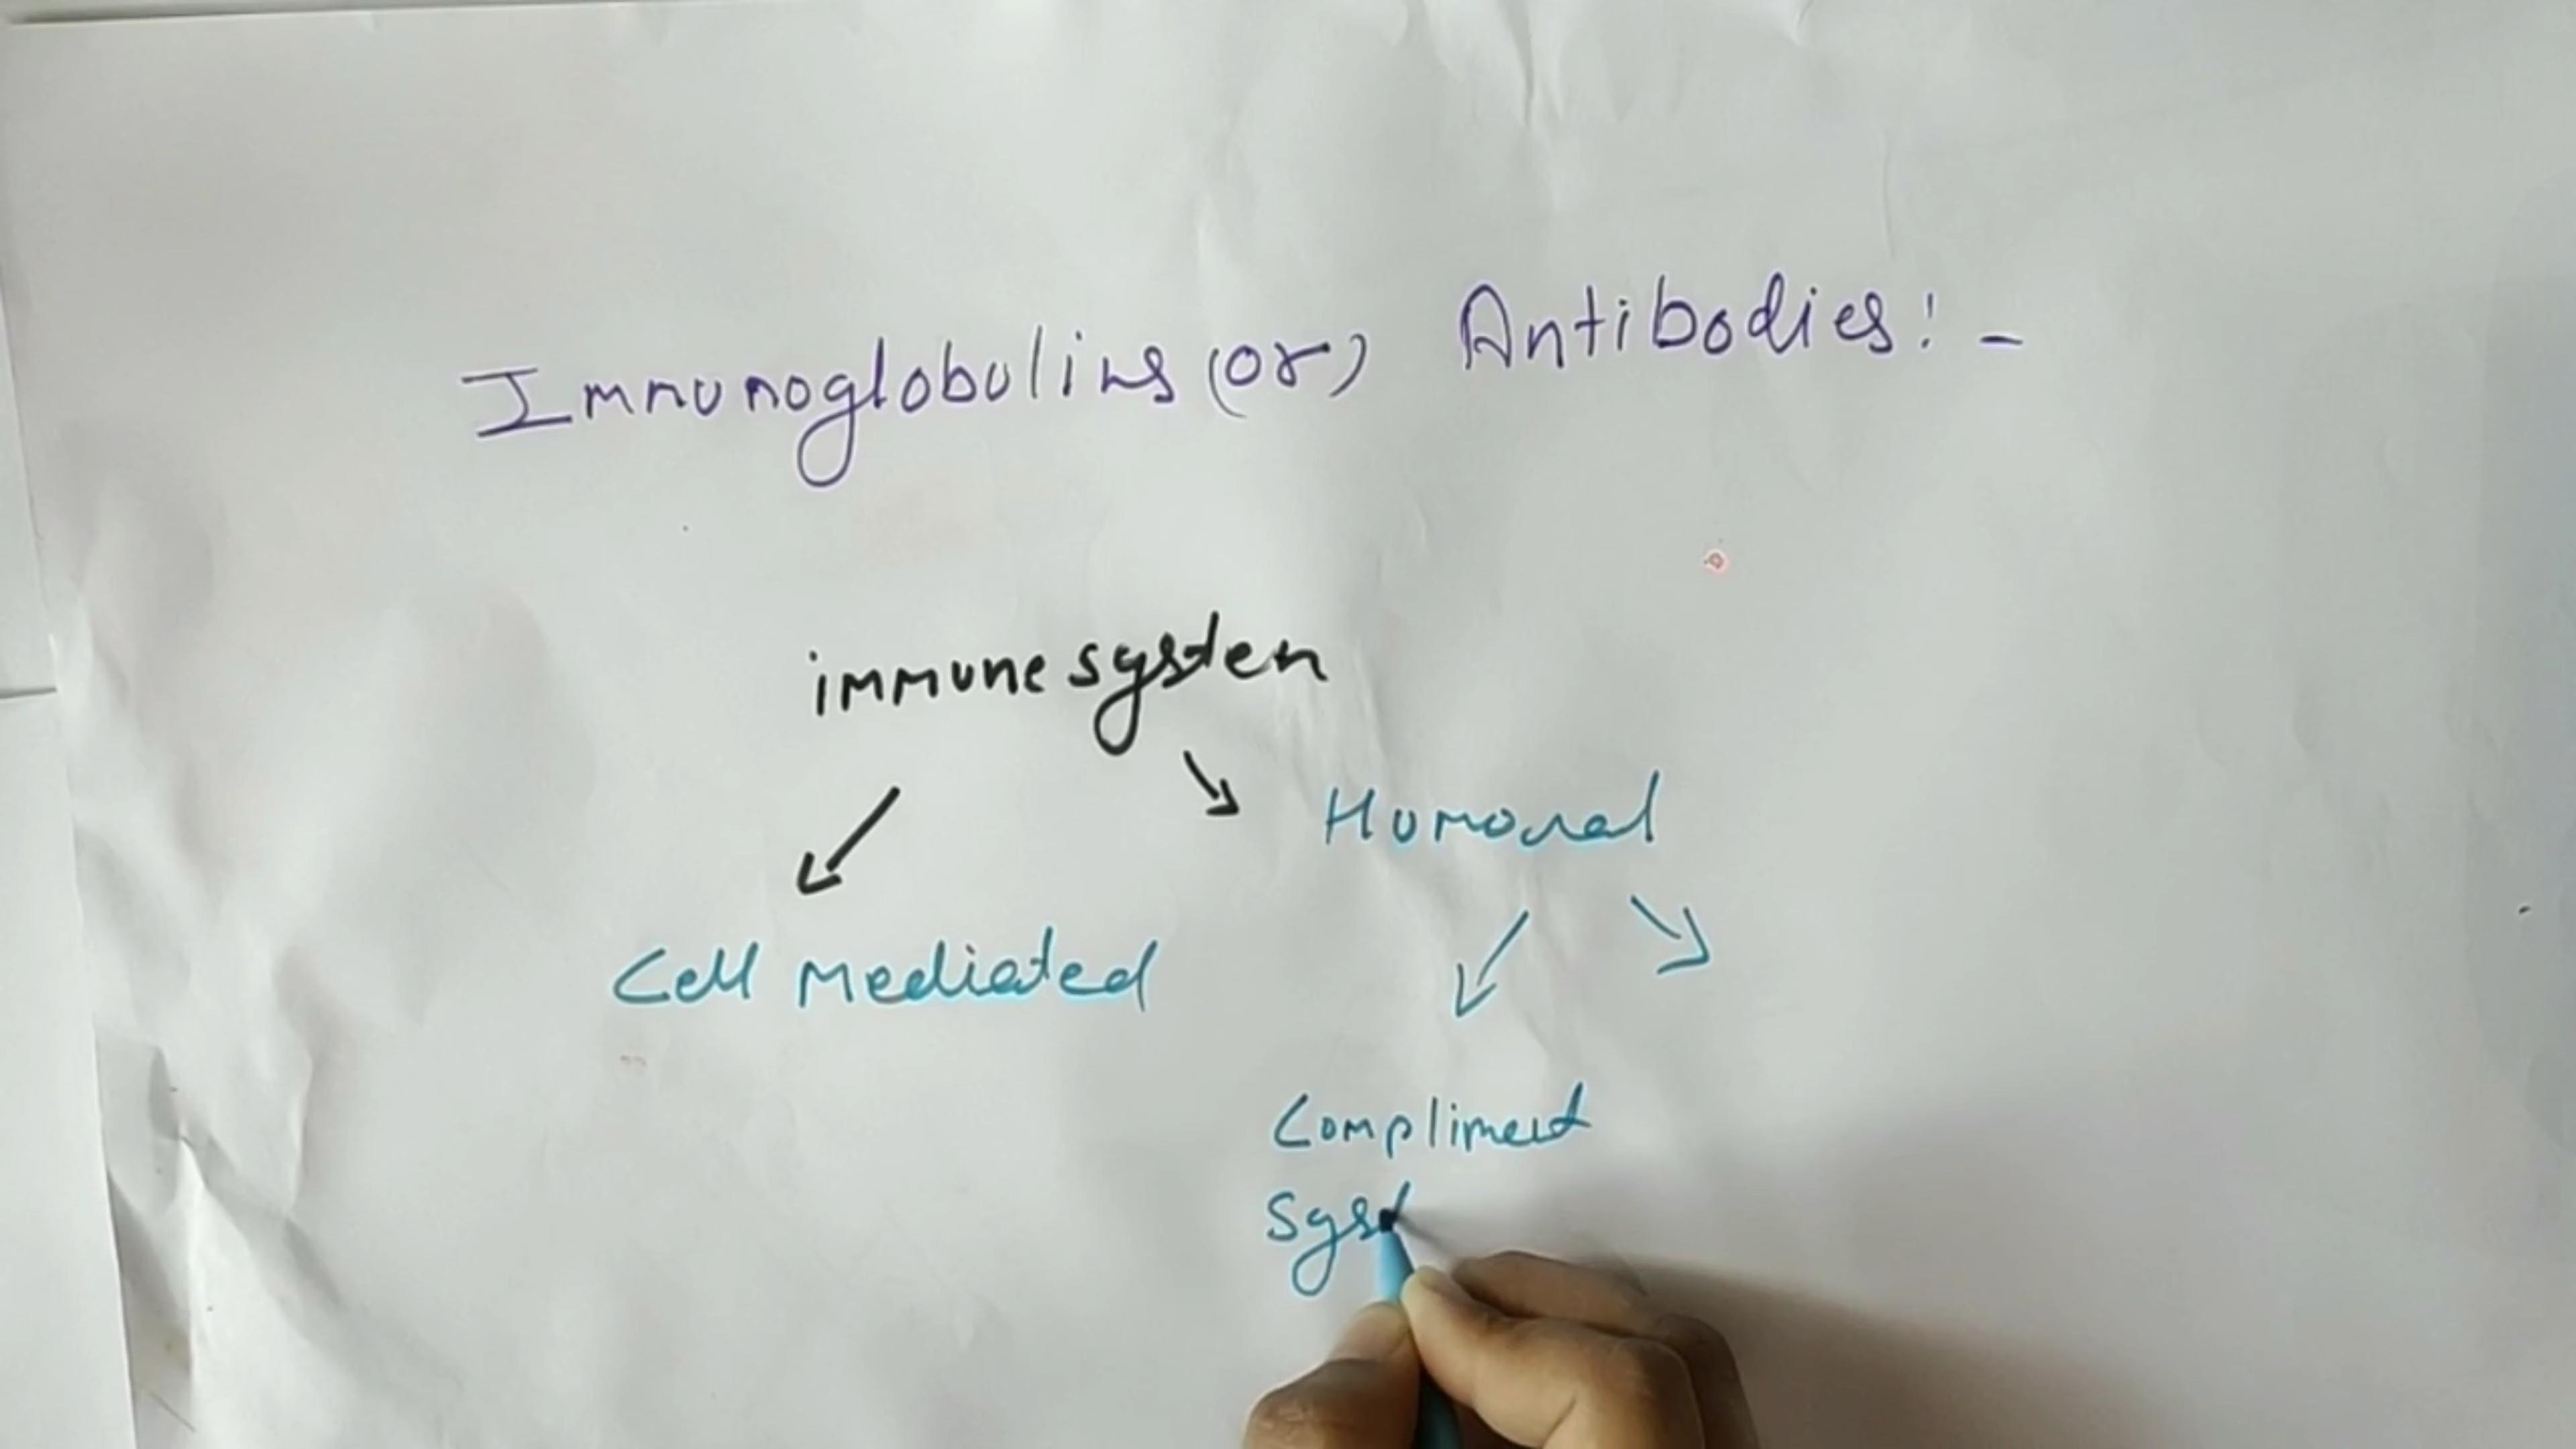 Immunoglobulins (or) Antibodies: -
immune system
Humoral
Cell Mediated
Compliment
Syst